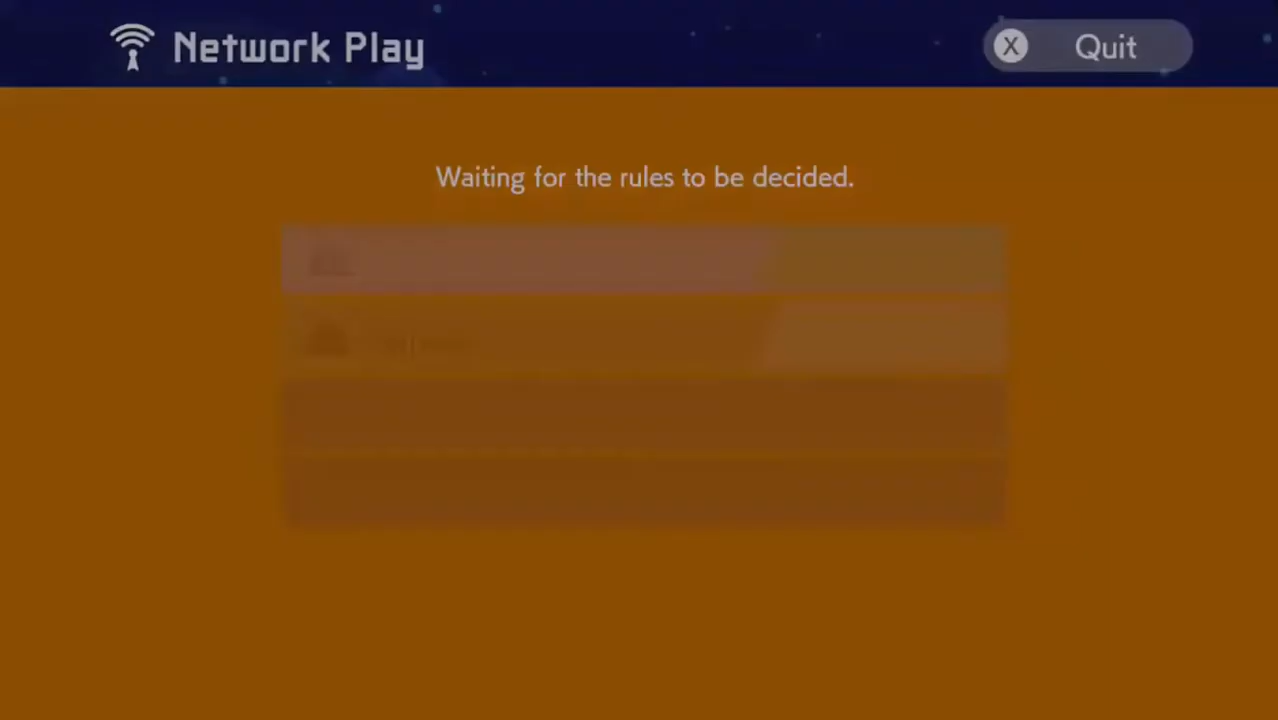 Network Play
X Quit
Waiting for the rules to be decided.